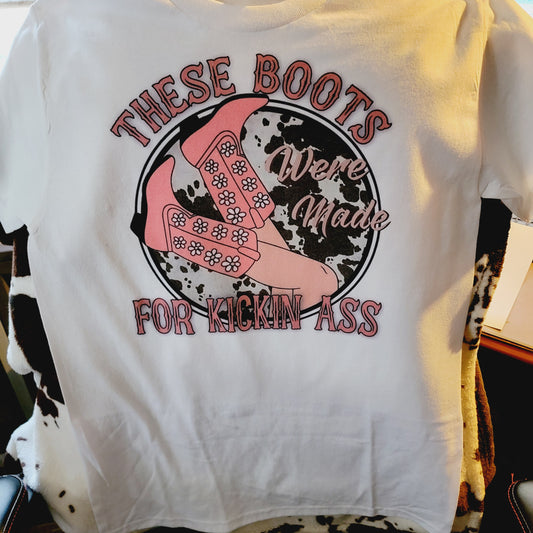 THESE BOOTS
Were
Made
FOR KICKIN ASS